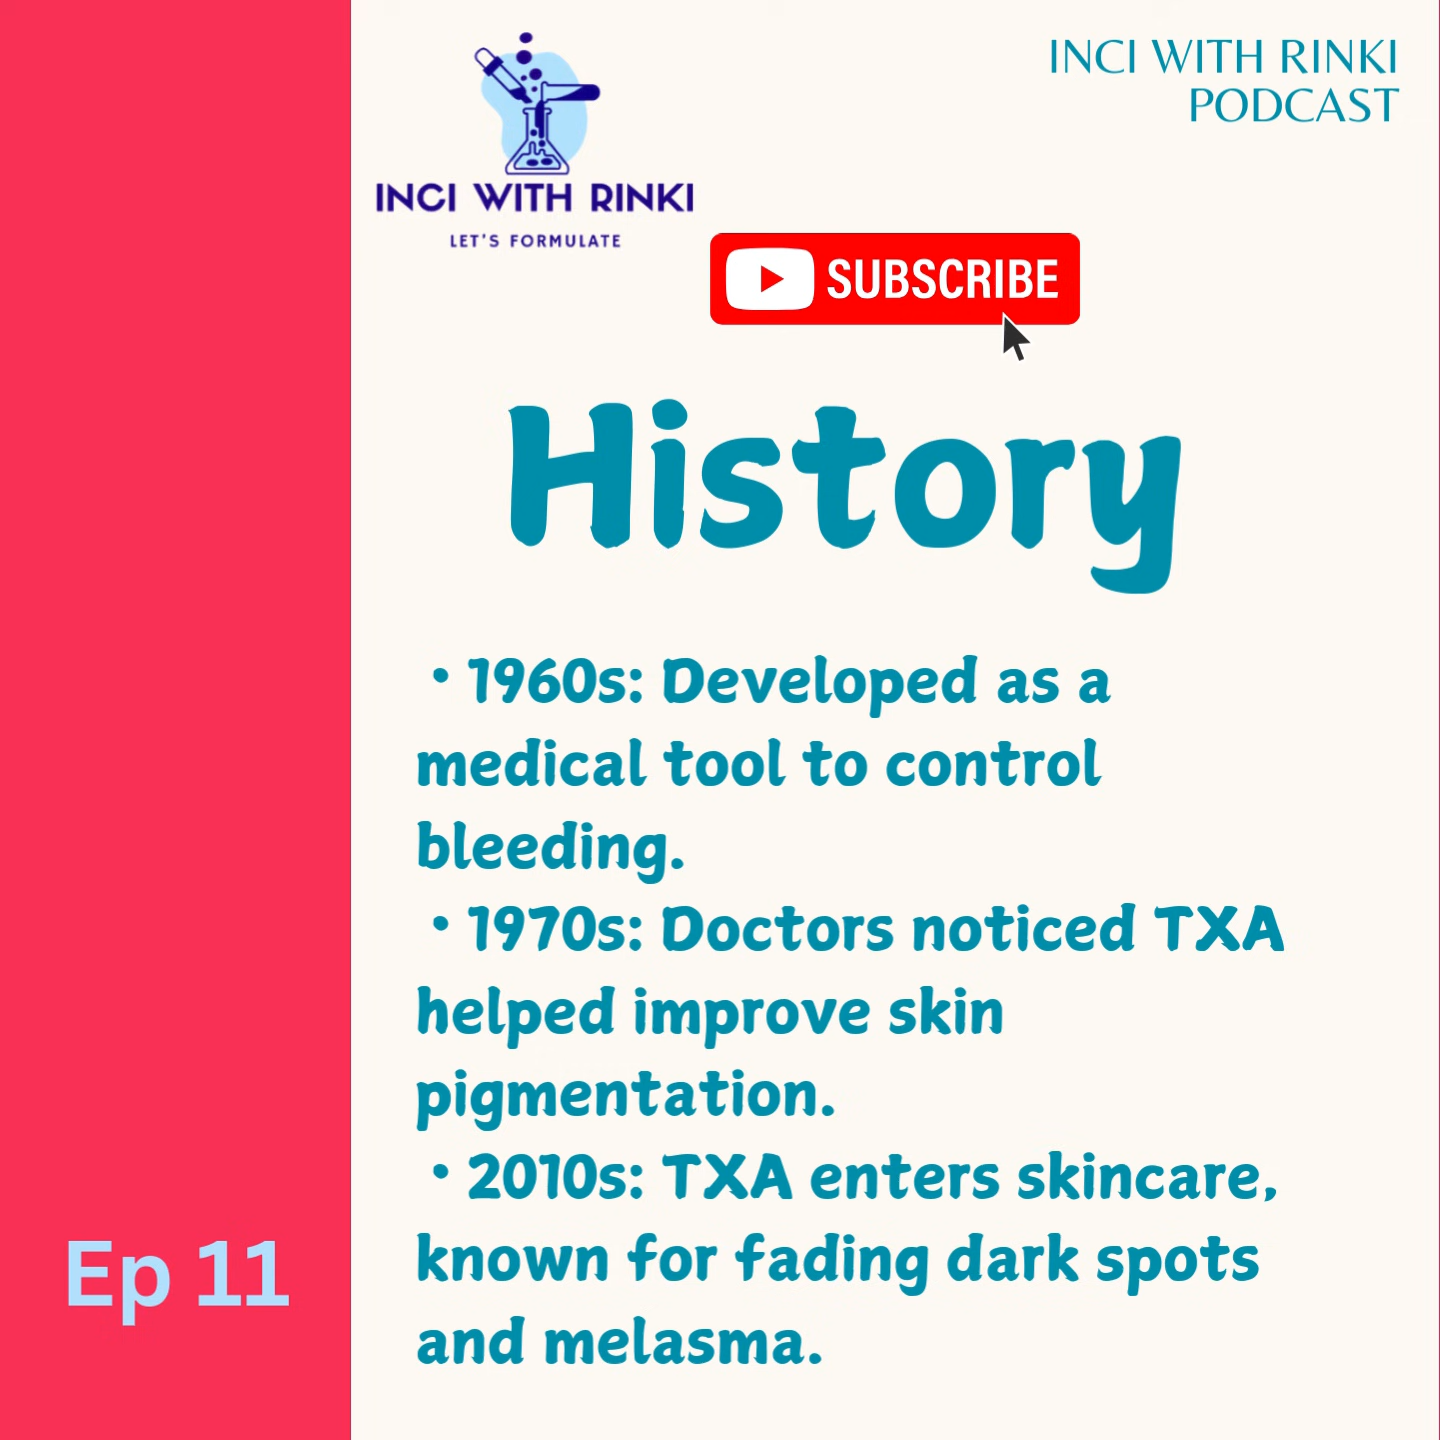 INCI WITH RINKI
LET'S FORMULATE
INCI WITH RINKI
PODCAST
SUBSCRIBE
History
• 1960s: Developed as a
medical tool to control
bleeding.
• 1970s: Doctors noticed TXA
helped improve skin
pigmentation.
• 2010s: TXA enters skincare,
known for fading dark spots
and melasma.
Ep 11